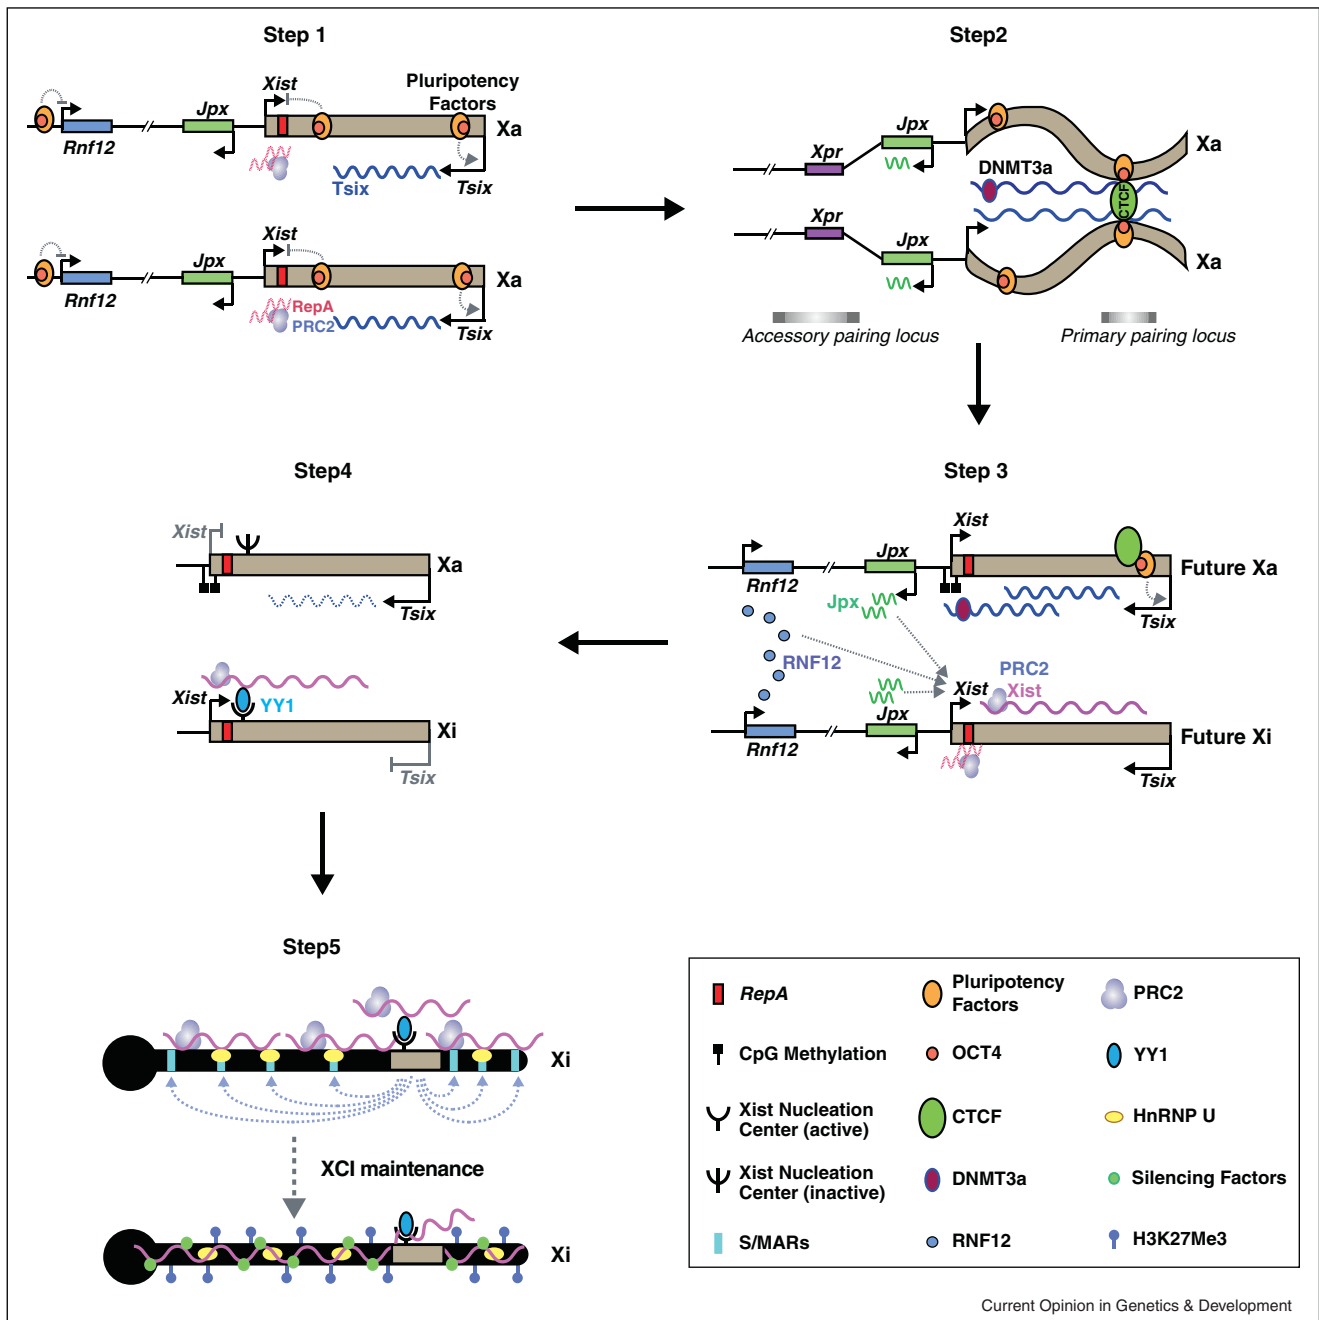 Step 1
Xist
Pluripotency
Factors
Jpx
Rnf12
Xa
Tsix
Tsix
Xist
Jpx
Rnf12
Xa
RepA
PRC2
Tsix
Step2
Jpx
Xpr
Xa
DNMT3a
CTCF
Xpr
Jpx
Xa
Accessory pairing locus
Primary pairing locus
Step 3
Xist
Jpx
Rnf12
Future Xa
Jpx
Tsix
RNF12
PRC2
Xist
Xist
Jpx
Rnf12
Future Xi
Tsix
Step4
Xist
Xa
Tsix
Xist
YY1
Xi
Tsix
Step5
Xi
XCI maintenance
Xi
RepA
Pluripotency
Factors
PRC2
CpG Methylation
OCT4
YY1
Xist Nucleation
Center (active)
CTCF
HnRNP U
Xist Nucleation
Center (inactive)
DNMT3a
Silencing Factors
S/MARs
RNF12
H3K27Me3
Current Opinion in Genetics & Development